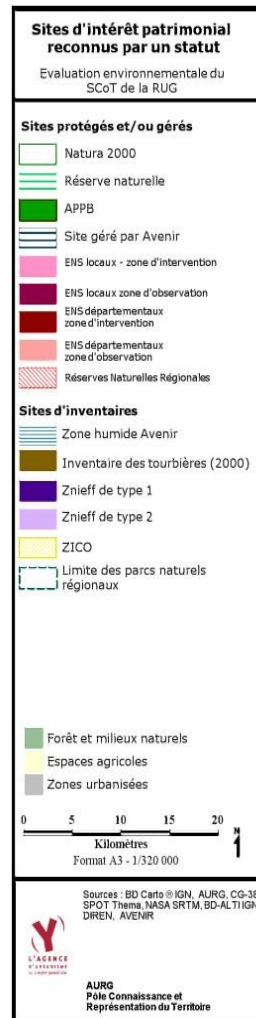 Sites d'intérêt patrimonial
reconnus par un statut
Evaluation environnementale du
SCoT de la RUG
Sites protégés et/ou gérés
Natura 2000
Réserve naturelle
APPB
Site géré par Avenir
ENS locaux - zone d'intervention
ENS locaux zone d'observation
ENS départementaux
zone d'intervention
ENS départementaux
zone d'observation
Réserves Naturelles Régionales
Sites d'inventaires
Zone humide Avenir
Inventaire des tourbières (2000)
Znieff de type 1
Znieff de type 2
ZICO
Limite des parcs naturels
régionaux
Forêt et milieux naturels
Espaces agricoles
Zones urbanisées
0 5 10 15 20
Kilomètres
Format A3 - 1/320 000
N
1
Sources : BD Carto ® IGN, AURG, CG-38
SPOT Thema, NASA SRTM, BD-ALTI IGN
DIREN, AVENIR
Y
L'AGENCE
D'URBANISME
AURG
Pôle Connaissance et
Représentation du Territoire